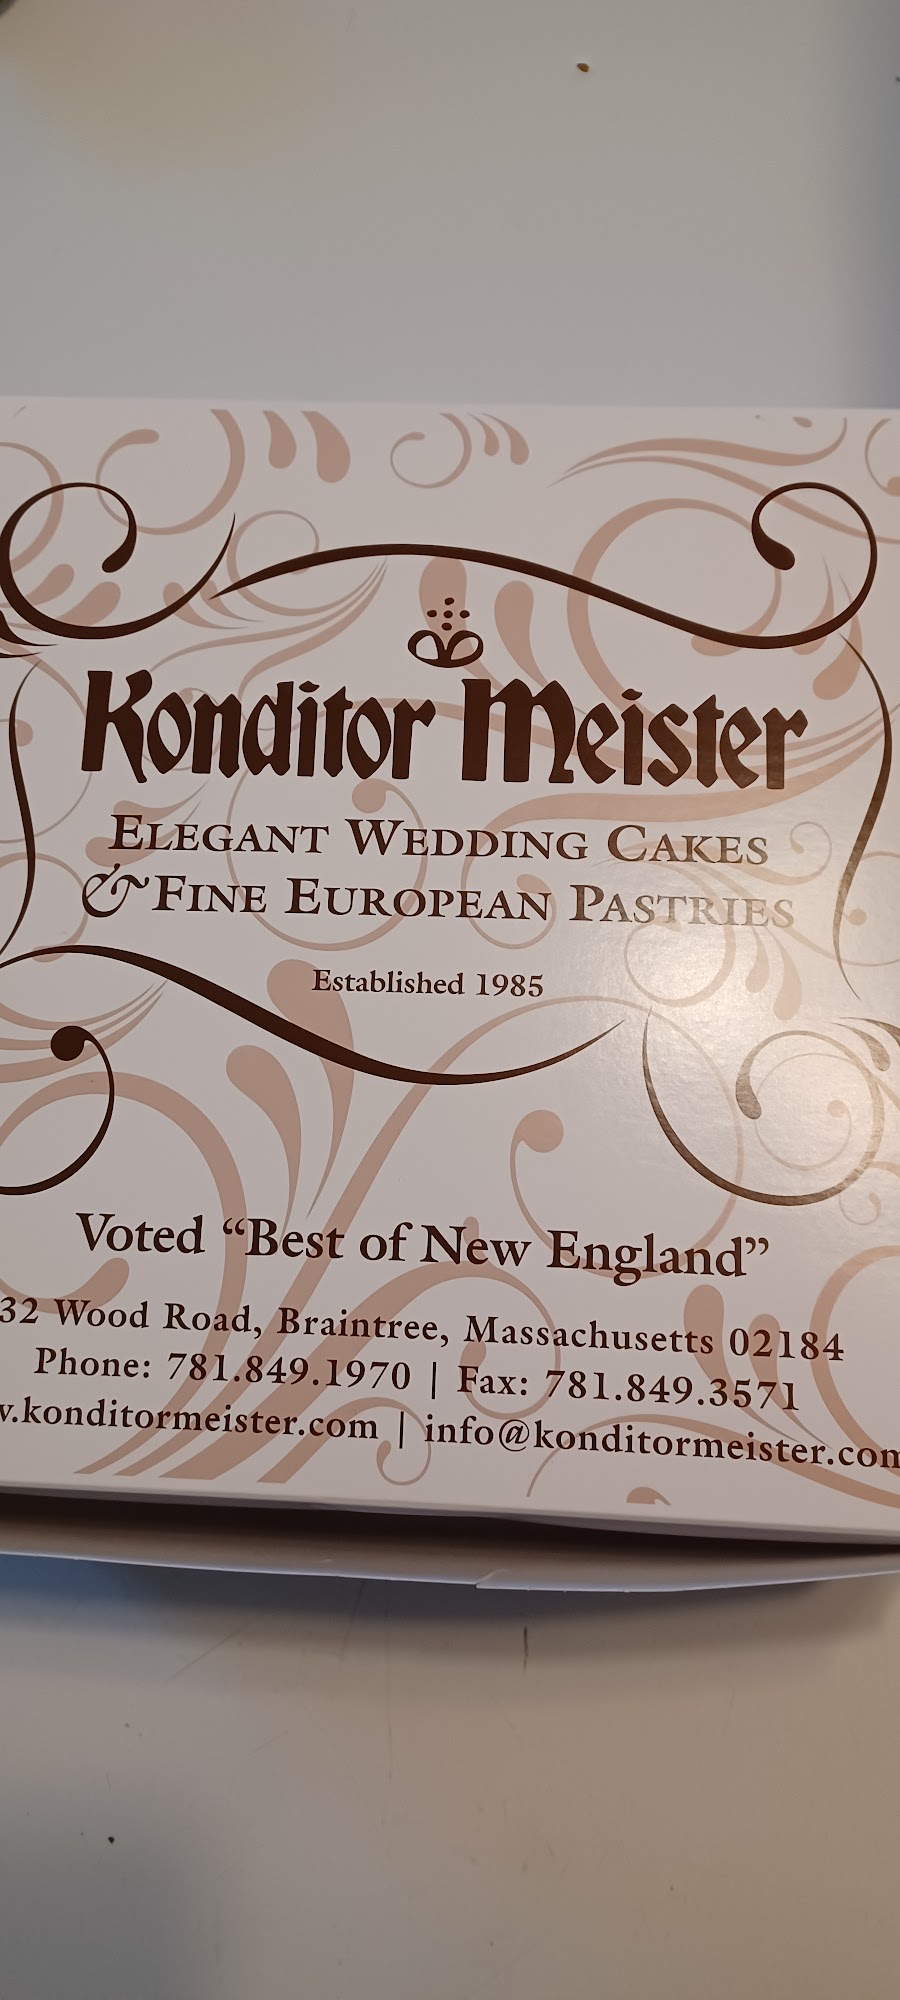 Konditor Meister
ELEGANT WEDDING CAKES
& FINE EUROPEAN PASTRIES
Established 1985
Voted “Best of New England”
32 Wood Road, Braintree, Massachusetts 02184
Phone: 781.849.1970 | Fax: 781.849.3571
.konditormeister.com | info@konditormeister.com